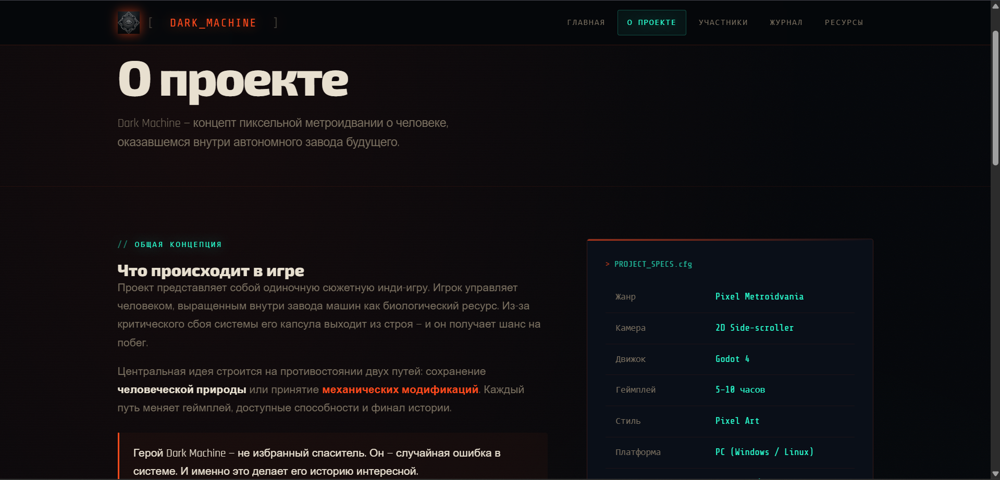 [ DARK_MACHINE ]
ГЛАВНАЯ
О ПРОЕКТЕ
УЧАСТНИКИ
ЖУРНАЛ
РЕСУРСЫ
О проекте
Dark Machine — концепт пиксельной метроидвании о человеке,
оказавшемся внутри автономного завода будущего.
// ОБЩАЯ КОНЦЕПЦИЯ
Что происходит в игре
Проект представляет собой одиночную сюжетную инди-игру. Игрок управляет
человеком, выращенным внутри завода машин как биологический ресурс. Из-за
критического сбоя системы его капсула выходит из строя — и он получает шанс на
побег.
Центральная идея строится на противостоянии двух путей: сохранение
человеческой природы или принятие механических модификаций. Каждый
путь меняет геймплей, доступные способности и финал истории.
Герой Dark Machine — не избранный спаситель. Он — случайная ошибка в
системе. И именно это делает его историю интересной.
> PROJECT_SPECS.cfg
Жанр Pixel Metroidvania
Камера 2D Side-scroller
Движок Godot 4
Геймплей 5–10 часов
Стиль Pixel Art
Платформа PC (Windows / Linux)